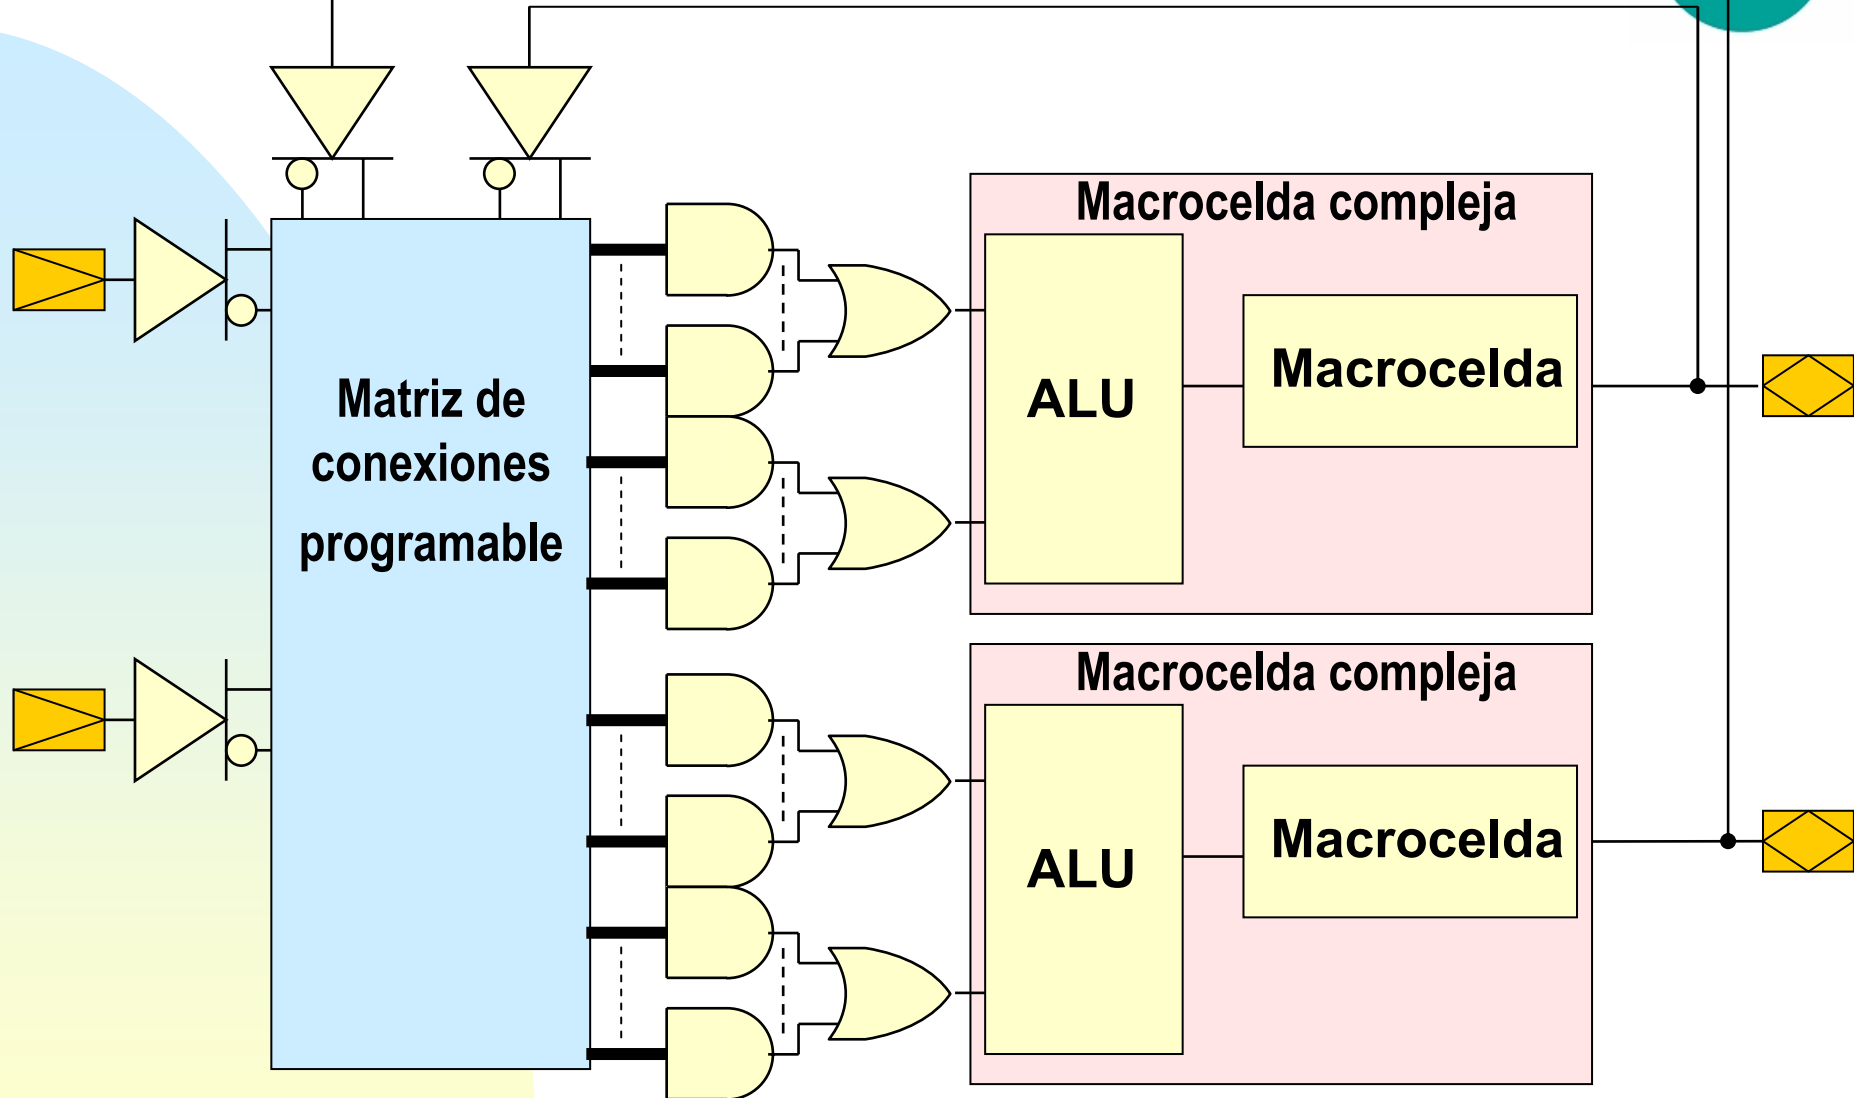 Macrocelda compleja
Matriz de
conexiones
programable
ALU
Macrocelda
Macrocelda compleja
ALU
Macrocelda